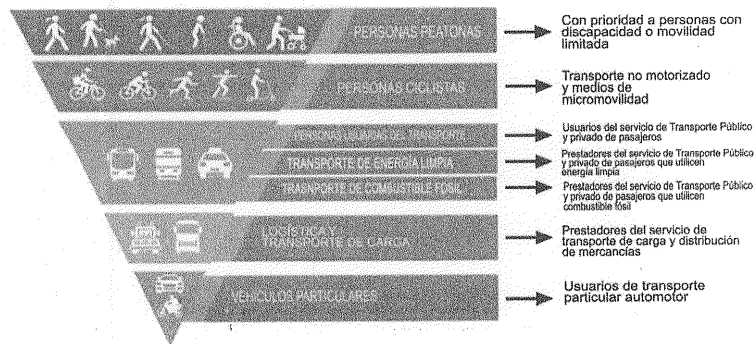 PERSONAS PEATONAS
Con prioridad a personas con
discapacidad o movilidad
limitada
PERSONAS CICLISTAS
Transporte no motorizado
y medios de
micromovilidad
PERSONAS USUARIAS DEL TRANSPORTE
Usuarios del servicio de Transporte Público
y privado de pasajeros
TRANSPORTE DE ENERGÍA LIMPIA
Prestadores del servicio de Transporte Público
y privado de pasajeros que utilicen
energía limpia
TRASNPORTE DE COMBUSTIBLE FÓSIL
Prestadores del servicio de Transporte Público
y privado de pasajeros que utilicen
combustible fósil
LOGÍSTICA Y
TRANSPORTE DE CARGA
Prestadores del servicio de
transporte de carga y distribución
de mercancías
VEHÍCULOS PARTICULARES
Usuarios de transporte
particular automotor